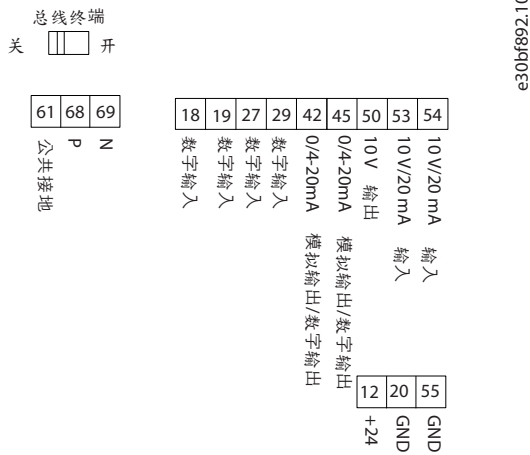 总线终端
关 开
e30bf892.10
61 68 69
公共接地
P
N
18 19 27 29 42 45 50 53 54
数字输入
数字输入
数字输入
数字输入
0/4-20mA 模拟输出/数字输出
0/4-20mA 模拟输出/数字输出
10V 输出
10V/20 mA 输入
10V/20 mA 输入
12 20 55
+24
GND
GND